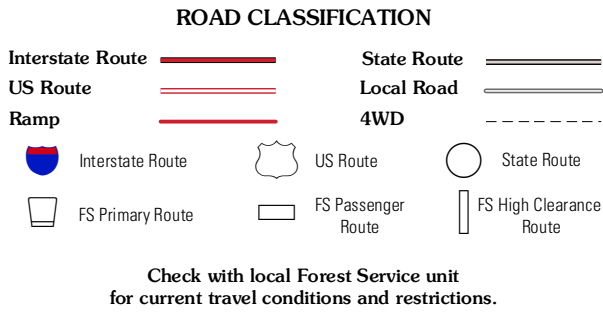 ROAD CLASSIFICATION
Interstate Route
State Route
US Route
Local Road
Ramp
4WD
Interstate Route
US Route
State Route
FS Primary Route
FS Passenger
Route
FS High Clearance
Route
Check with local Forest Service unit
for current travel conditions and restrictions.